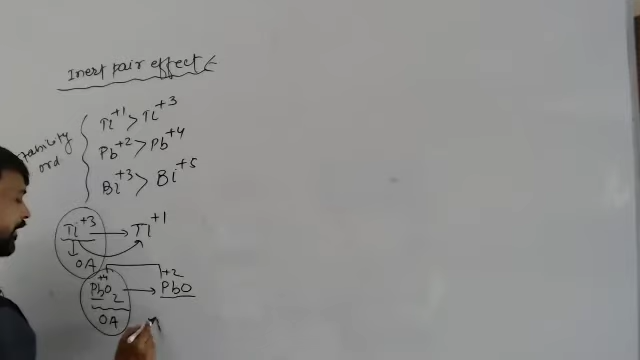 Inert pair effect
Tl+1 > Tl+3
Pb+2 > Pb+4
Bi+3 > Bi+5
ord
Tl+3 → Tl+1
OA
+4 +2
PbO2 → PbO
OA